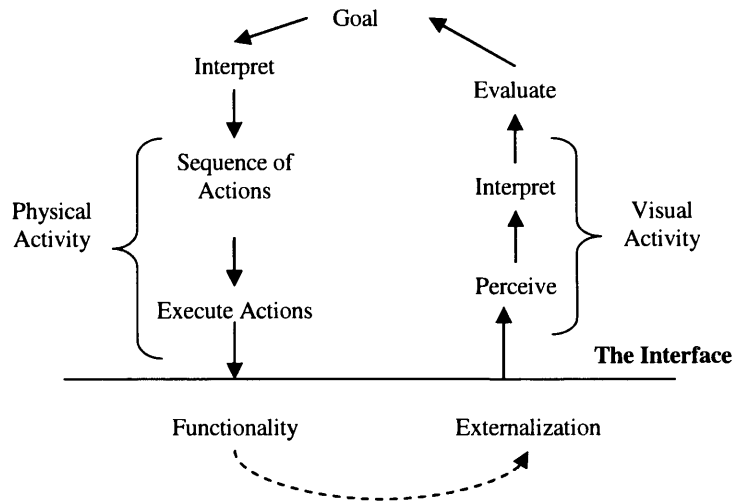 Goal
Interpret
Evaluate
Sequence of
Actions
Interpret
Physical
Activity
Visual
Activity
Perceive
Execute Actions
The Interface
Functionality
Externalization